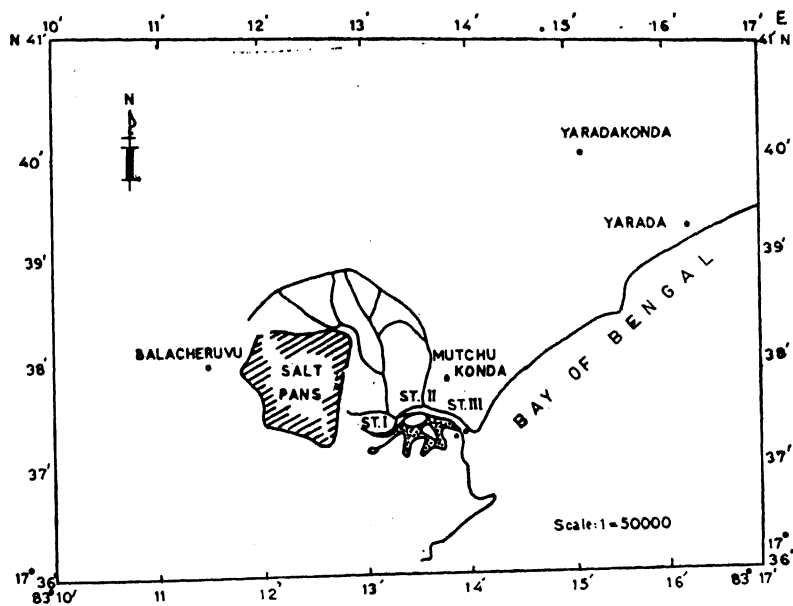 10' 11' 12' 13' 14' 15' 16' 17' E
N 41' 41' N
N
YARADAKONDA
40' 40'
YARADA
39' 39'
BAY OF BENGAL
BALACHERUVU
MUTCHU
KONDA
38' 38'
SALT
PANS
ST. II
ST. III
ST. I
37' 37'
Scale: 1 = 50000
17° 36' 17° 36'
83° 10' 11' 12' 13' 14' 15' 16' 83° 17'